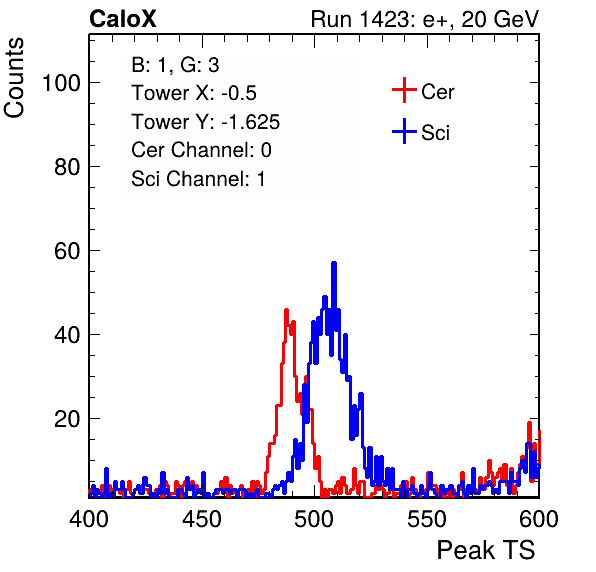 CaloX
Run 1423: e+, 20 GeV
Counts
B: 1, G: 3
Tower X: -0.5
Tower Y: -1.625
Cer Channel: 0
Sci Channel: 1
Cer
Sci
100
80
60
40
20
400
450
500
550
600
Peak TS